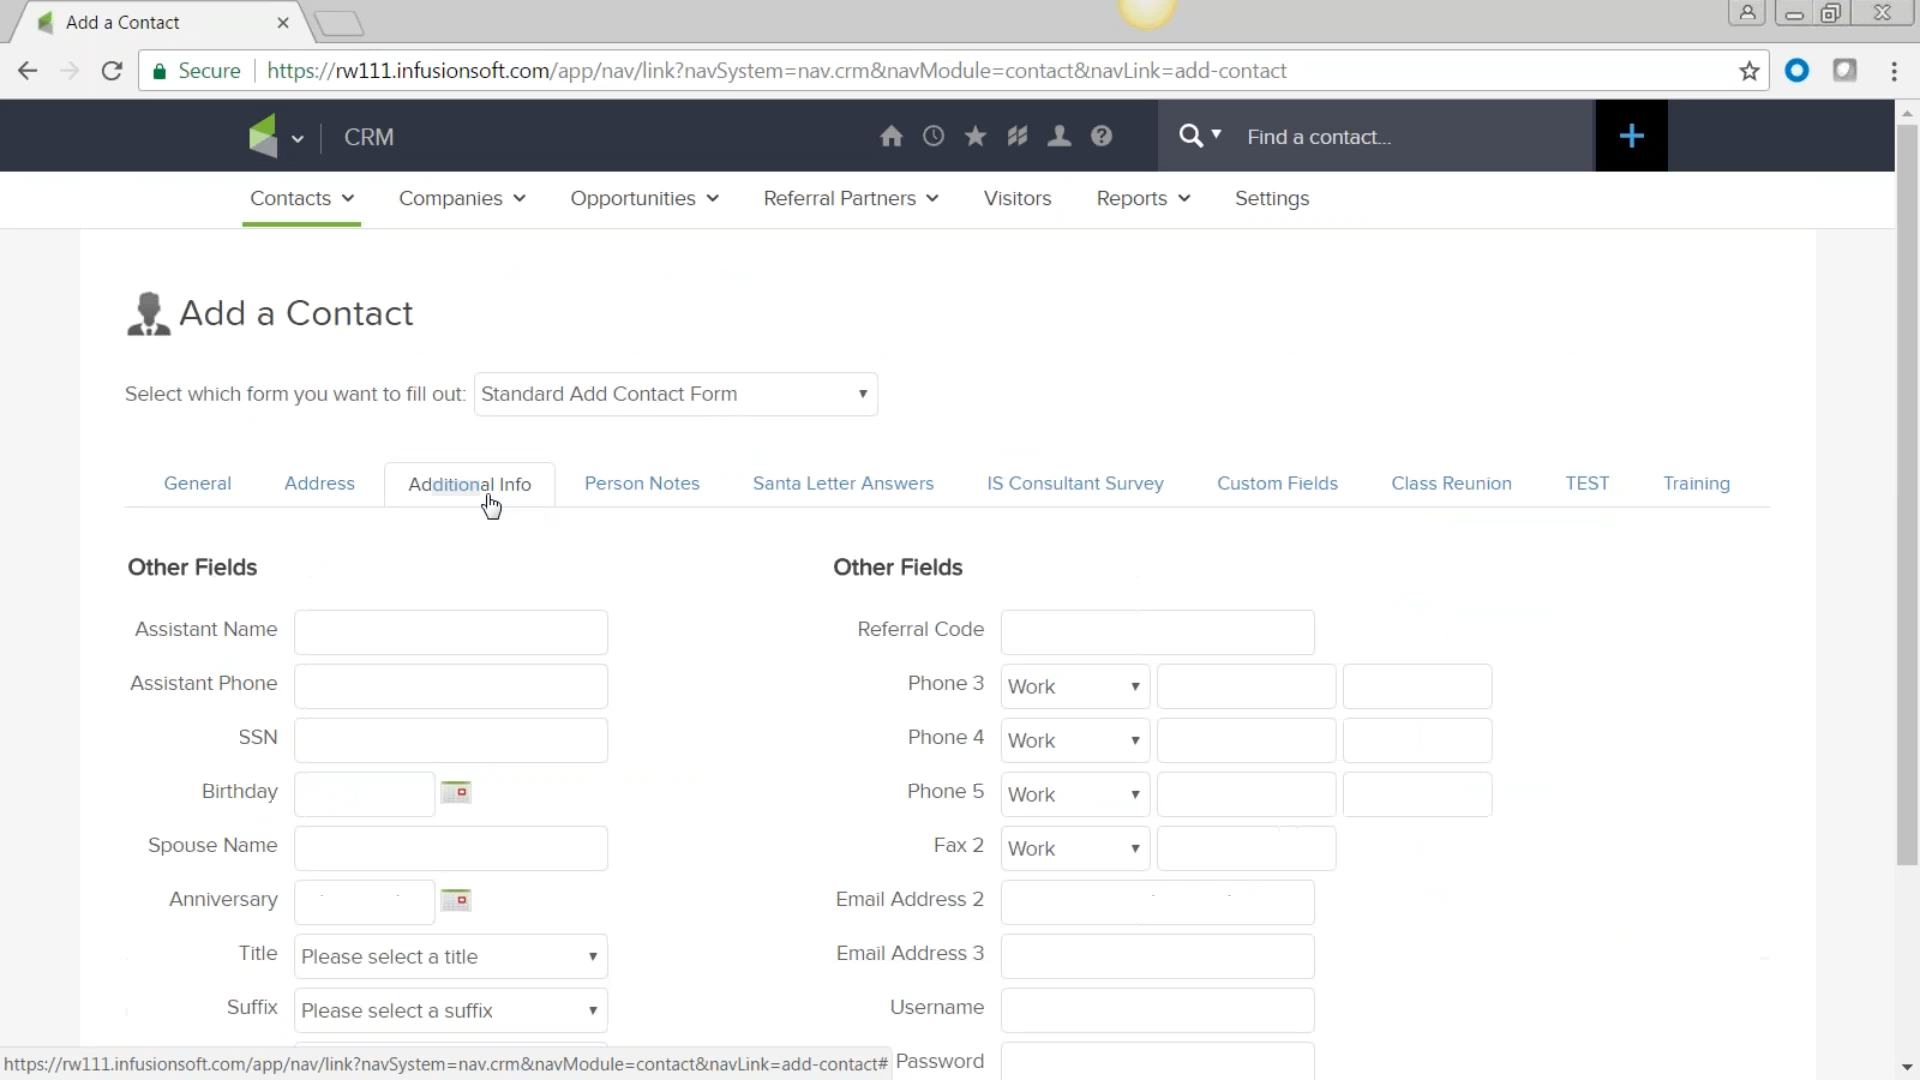 Add a Contact
Secure https://rw111.infusionsoft.com/app/nav/link?navSystem=nav.crm&navModule=contact&navLink=add-contact
CRM
Find a contact...
Contacts Companies Opportunities Referral Partners Visitors Reports Settings
Add a Contact
Select which form you want to fill out: Standard Add Contact Form
General Address Additional Info Person Notes Santa Letter Answers IS Consultant Survey Custom Fields Class Reunion TEST Training
Other Fields
Assistant Name
Assistant Phone
SSN
Birthday
Spouse Name
Anniversary
Title Please select a title
Suffix Please select a suffix
Other Fields
Referral Code
Phone 3 Work
Phone 4 Work
Phone 5 Work
Fax 2 Work
Email Address 2
Email Address 3
Username
Password
https://rw111.infusionsoft.com/app/nav/link?navSystem=nav.crm&navModule=contact&navLink=add-contact#